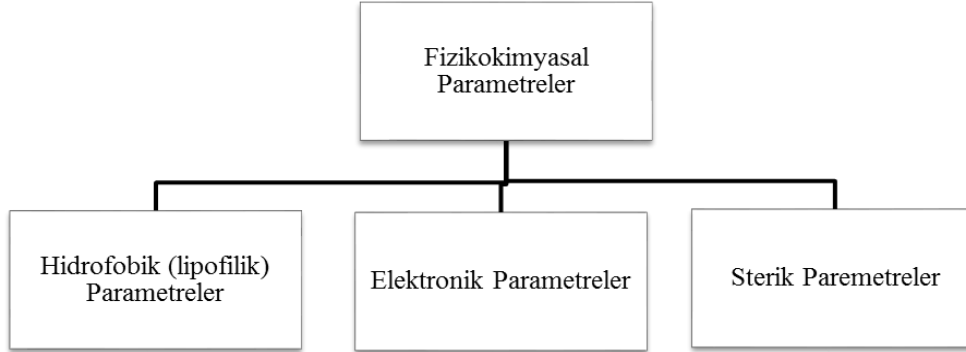 Fizikokimyasal
Parametreler
Hidrofobik (lipofilik)
Parametreler
Elektronik Parametreler
Sterik Paremetreler